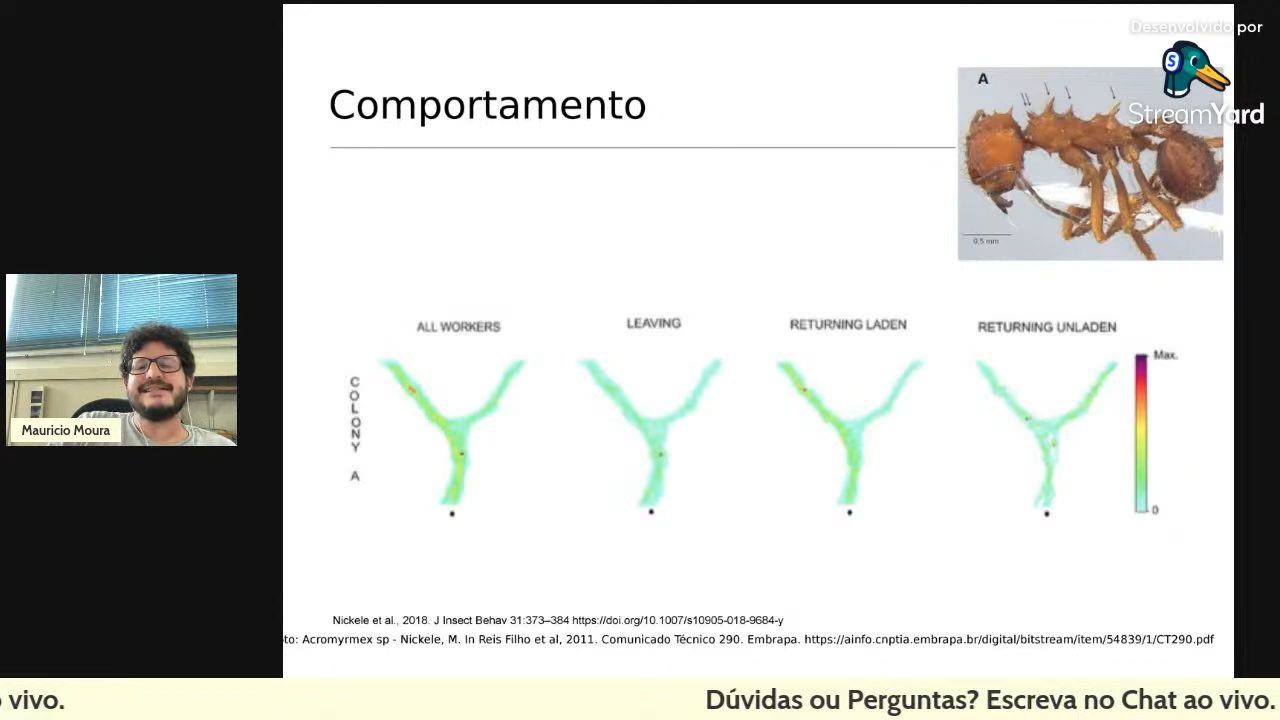 Desenvolvido por
StreamYard
Comportamento
A
0.5 mm
ALL WORKERS
LEAVING
RETURNING LADEN
RETURNING UNLADEN
Max.
COLONY A
0
Mauricio Moura
Nickele et al., 2018. J Insect Behav 31:373–384 https://doi.org/10.1007/s10905-018-9684-y
to: Acromyrmex sp - Nickele, M. In Reis Filho et al, 2011. Comunicado Técnico 290. Embrapa. https://ainfo.cnptia.embrapa.br/digital/bitstream/item/54839/1/CT290.pdf
o vivo.
Dúvidas ou Perguntas? Escreva no Chat ao vivo.